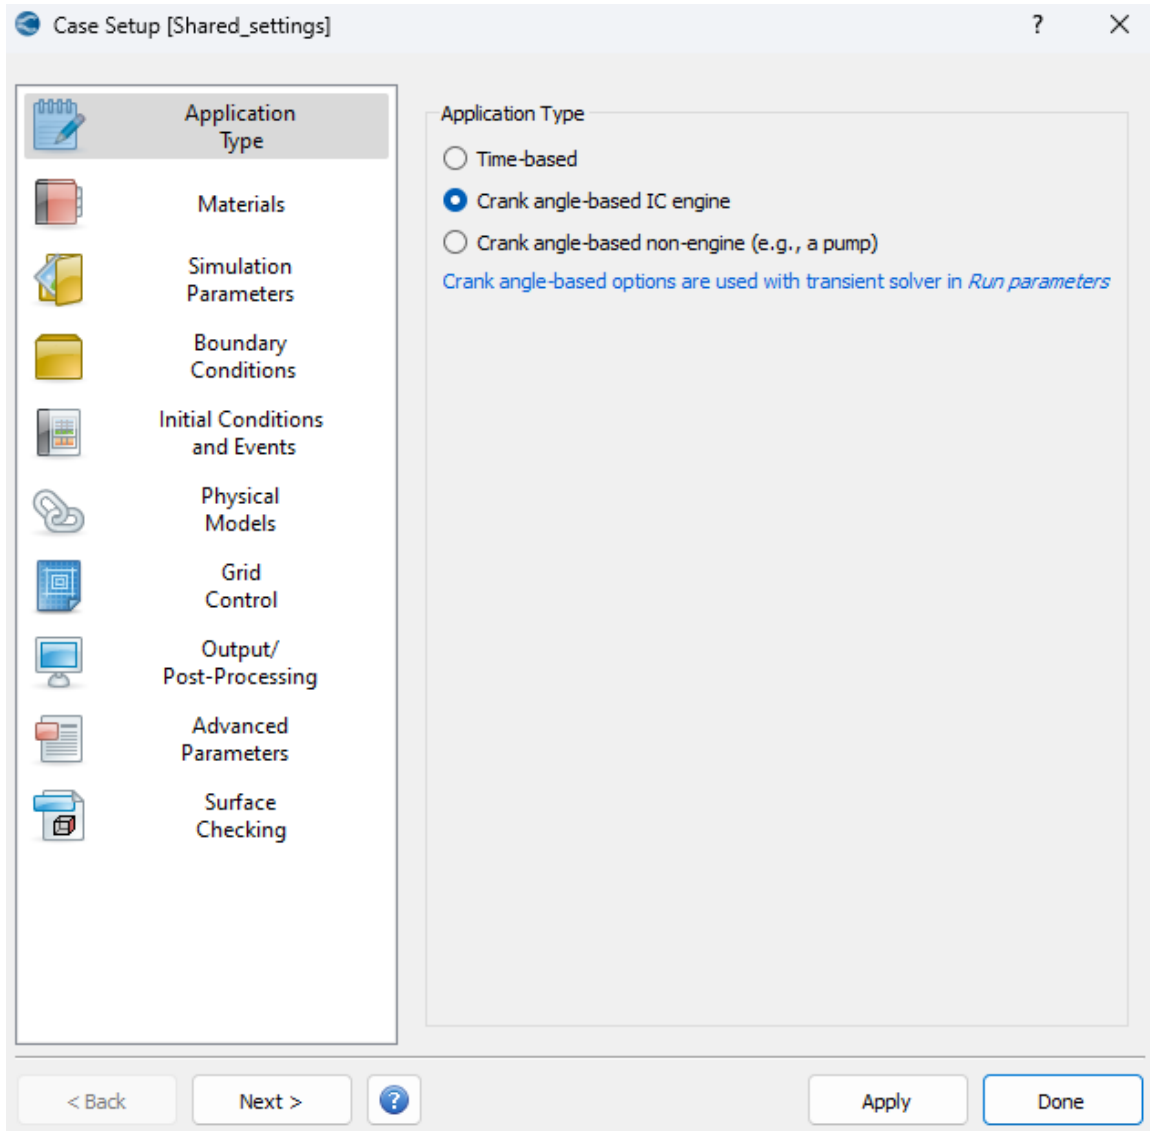 Case Setup [Shared_settings]
?
Application
Type
Materials
Simulation
Parameters
Boundary
Conditions
Initial Conditions
and Events
Physical
Models
Grid
Control
Output/
Post-Processing
Advanced
Parameters
Surface
Checking
Application Type
Time-based
Crank angle-based IC engine
Crank angle-based non-engine (e.g., a pump)
Crank angle-based options are used with transient solver in Run parameters
< Back
Next >
?
Apply
Done